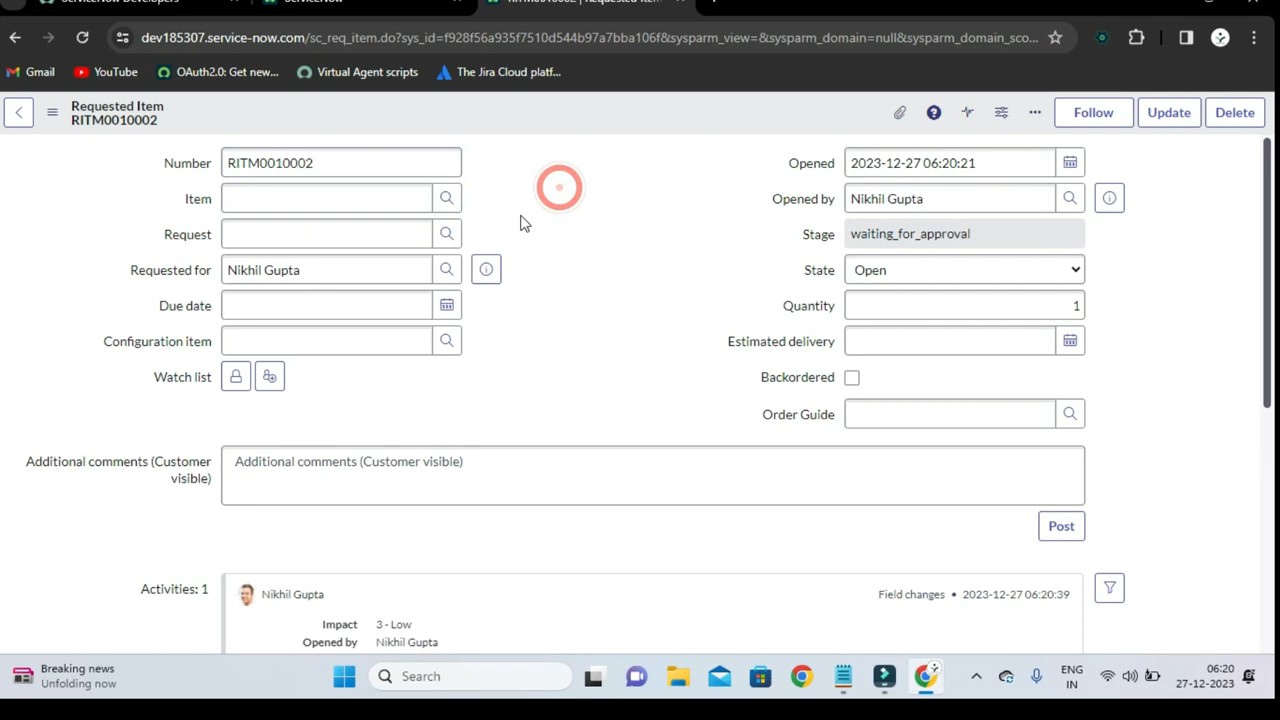 dev185307.service-now.com/sc_req_item.do?sys_id=f928f56a935f7510d544b97a7bba106f&sysparm_view=&sysparm_domain=null&sysparm_domain_sco...
Gmail YouTube OAuth2.0: Get new... Virtual Agent scripts The Jira Cloud platf...
Requested Item
RITM0010002
Follow Update Delete
Number RITM0010002 Opened 2023-12-27 06:20:21
Item Opened by Nikhil Gupta
Request Stage waiting_for_approval
Requested for Nikhil Gupta State Open
Due date Quantity 1
Configuration item Estimated delivery
Watch list Backordered
Order Guide
Additional comments (Customer Additional comments (Customer visible)
visible)
Post
Activities: 1 Nikhil Gupta Field changes • 2023-12-27 06:20:39
Impact 3 - Low
Opened by Nikhil Gupta
Breaking news
Unfolding now
Search
ENG
IN
06:20
27-12-2023